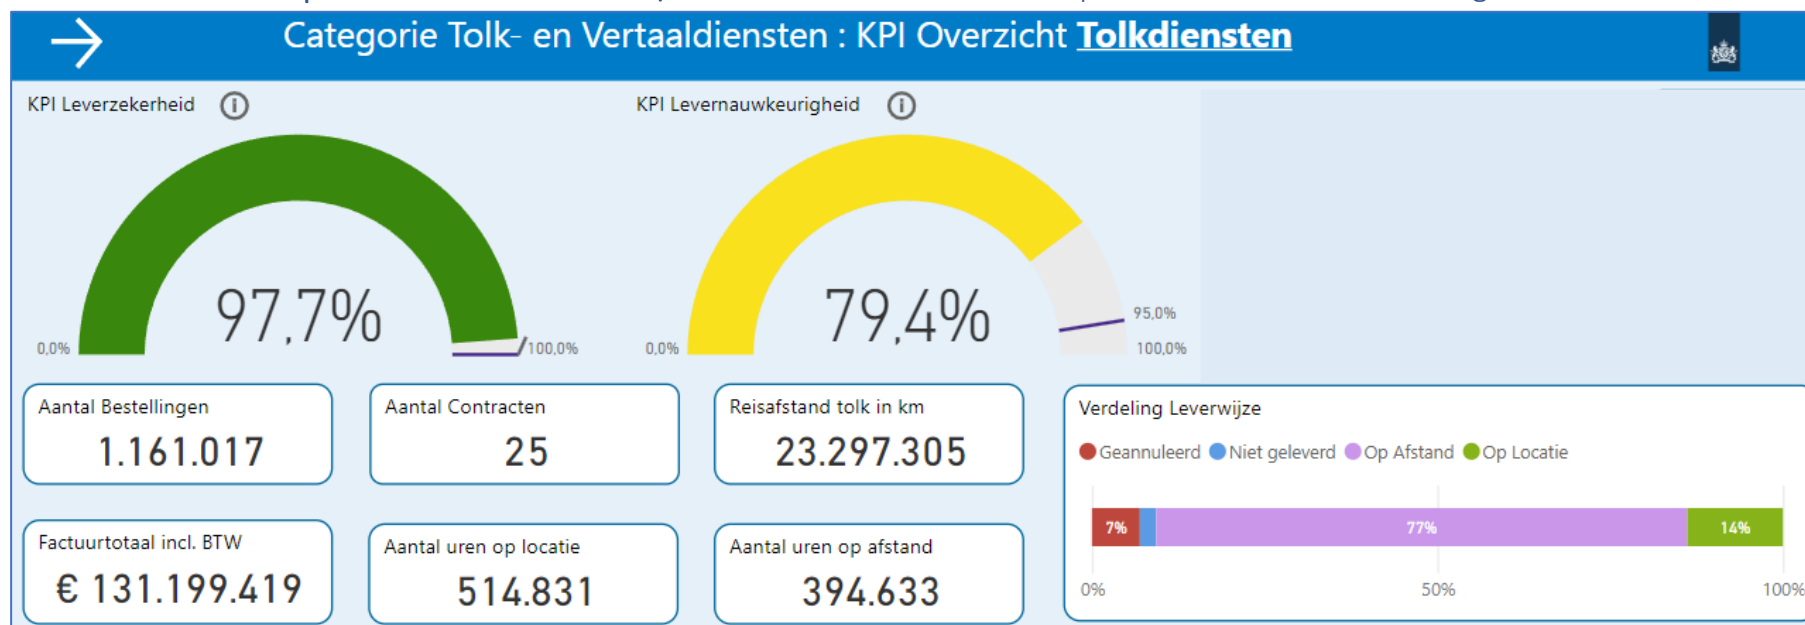 Categorie Tolk- en Vertaaldiensten : KPI Overzicht Tolkdiensten
KPI Leverzekerheid
KPI Levernauwkeurigheid
97,7%
0,0%
100,0%
79,4%
0,0%
95,0%
100,0%
Aantal Bestellingen
1.161.017
Aantal Contracten
25
Reisafstand tolk in km
23.297.305
Verdeling Leverwijze
Geannuleerd Niet geleverd Op Afstand Op Locatie
7% 77% 14%
0% 50% 100%
Factuurtotaal incl. BTW
€ 131.199.419
Aantal uren op locatie
514.831
Aantal uren op afstand
394.633